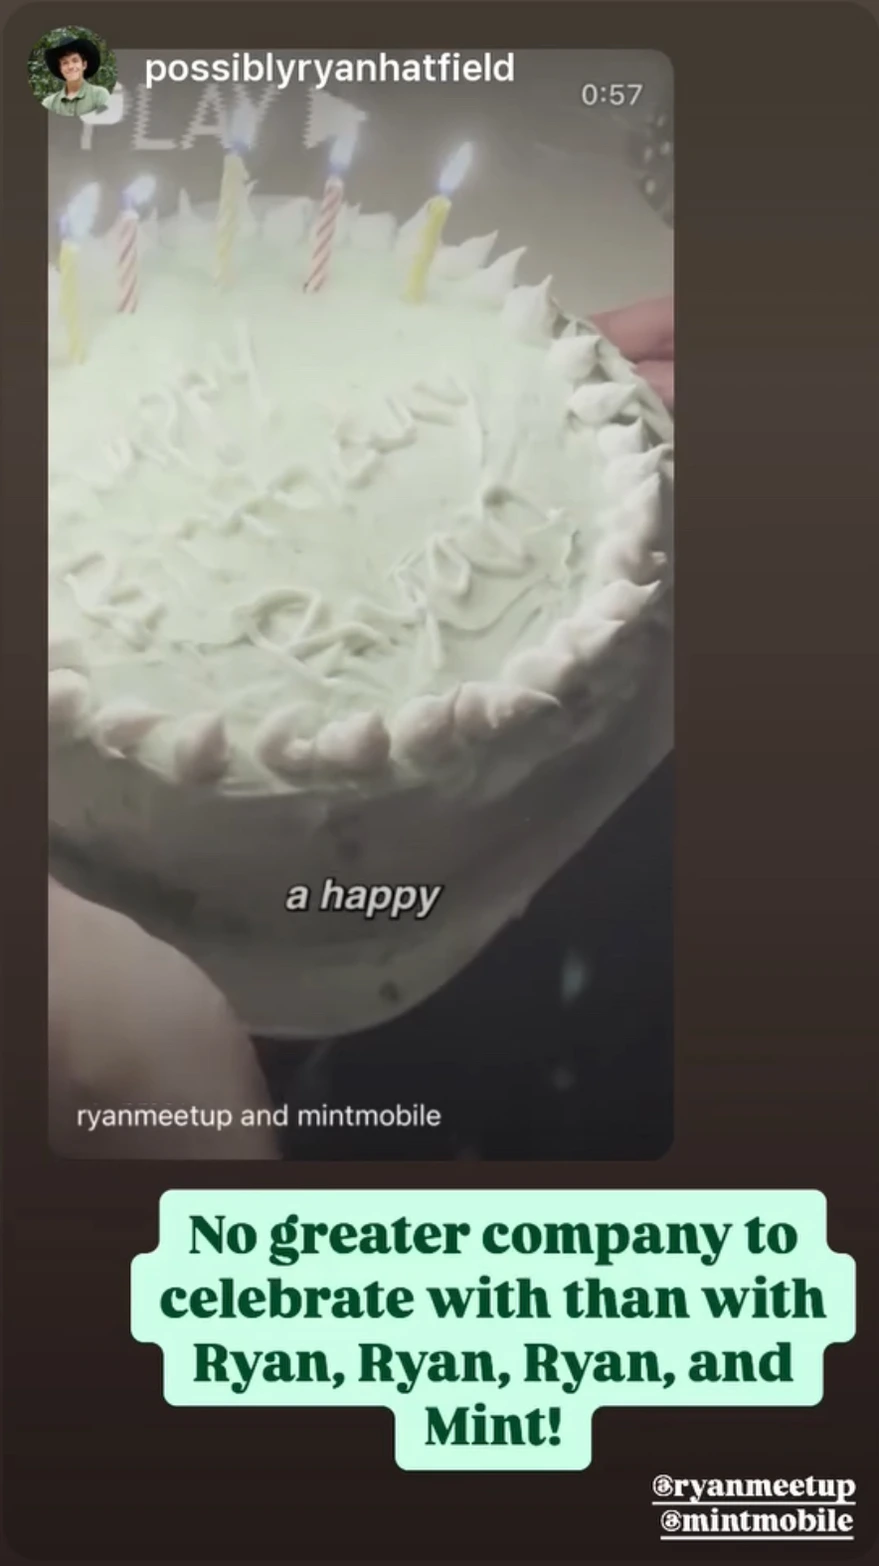 possiblyryanhatfield
0:57
PLAY
a happy
ryanmeetup and mintmobile
No greater company to
celebrate with than with
Ryan, Ryan, Ryan, and
Mint!
@ryanmeetup
@mintmobile